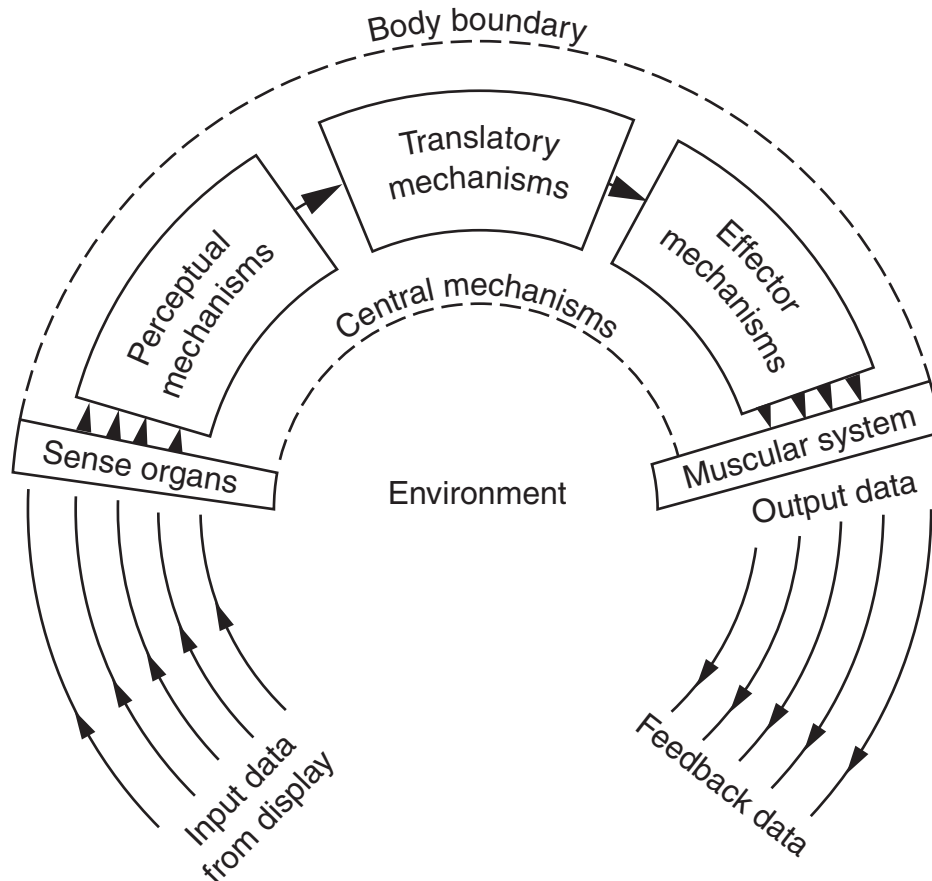 Body boundary
Translatory
mechanisms
Perceptual
mechanisms
Effector
mechanisms
Central mechanisms
Sense organs
Muscular system
Environment
Output data
Input data
from display
Feedback data